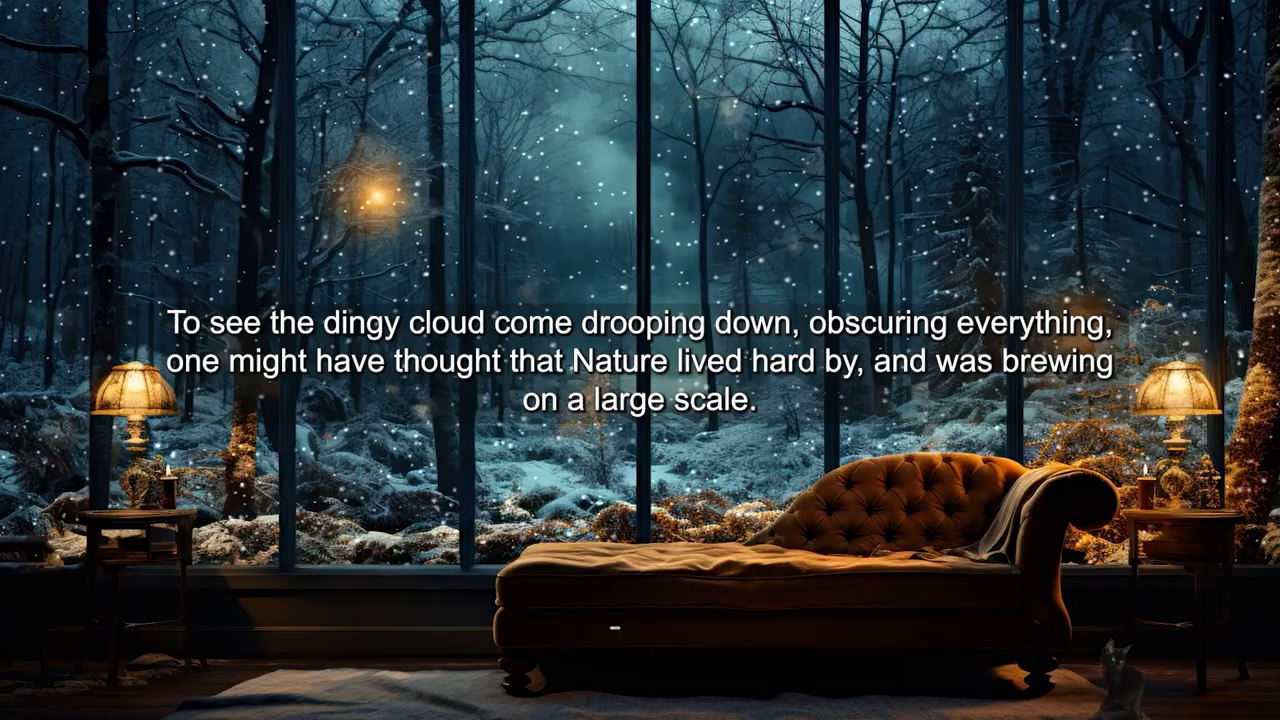 To see the dingy cloud come drooping down, obscuring everything,
one might have thought that Nature lived hard by, and was brewing
on a large scale.